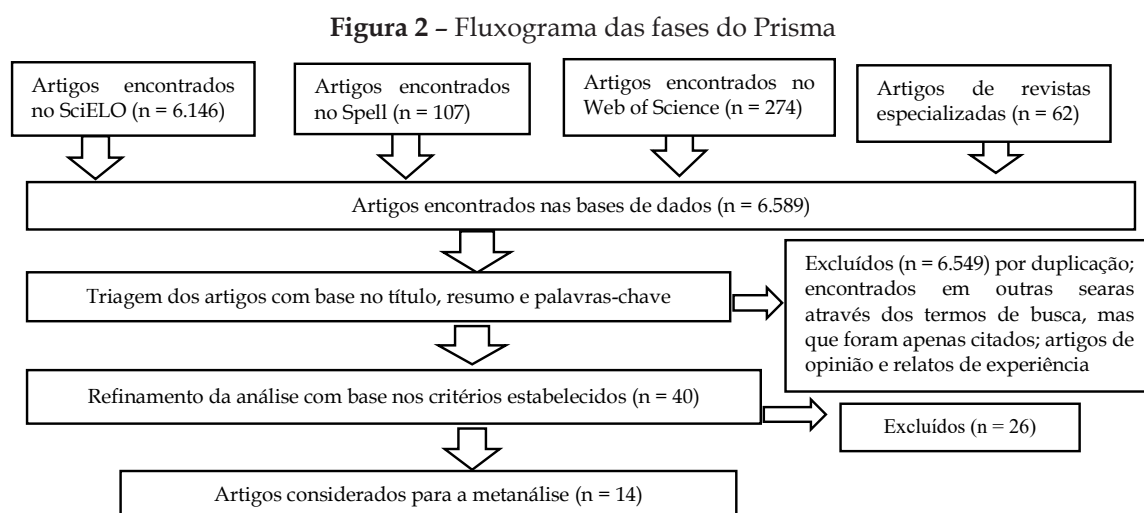 Figura 2 – Fluxograma das fases do Prisma
Artigos encontrados
no SciELO (n = 6.146)
Artigos encontrados
no Spell (n = 107)
Artigos encontrados no
Web of Science (n = 274)
Artigos de revistas
especializadas (n = 62)
Artigos encontrados nas bases de dados (n = 6.589)
Triagem dos artigos com base no título, resumo e palavras-chave
Excluídos (n = 6.549) por duplicação;
encontrados em outras searas
através dos termos de busca, mas
que foram apenas citados; artigos de
opinião e relatos de experiência
Refinamento da análise com base nos critérios estabelecidos (n = 40)
Excluídos (n = 26)
Artigos considerados para a metanálise (n = 14)